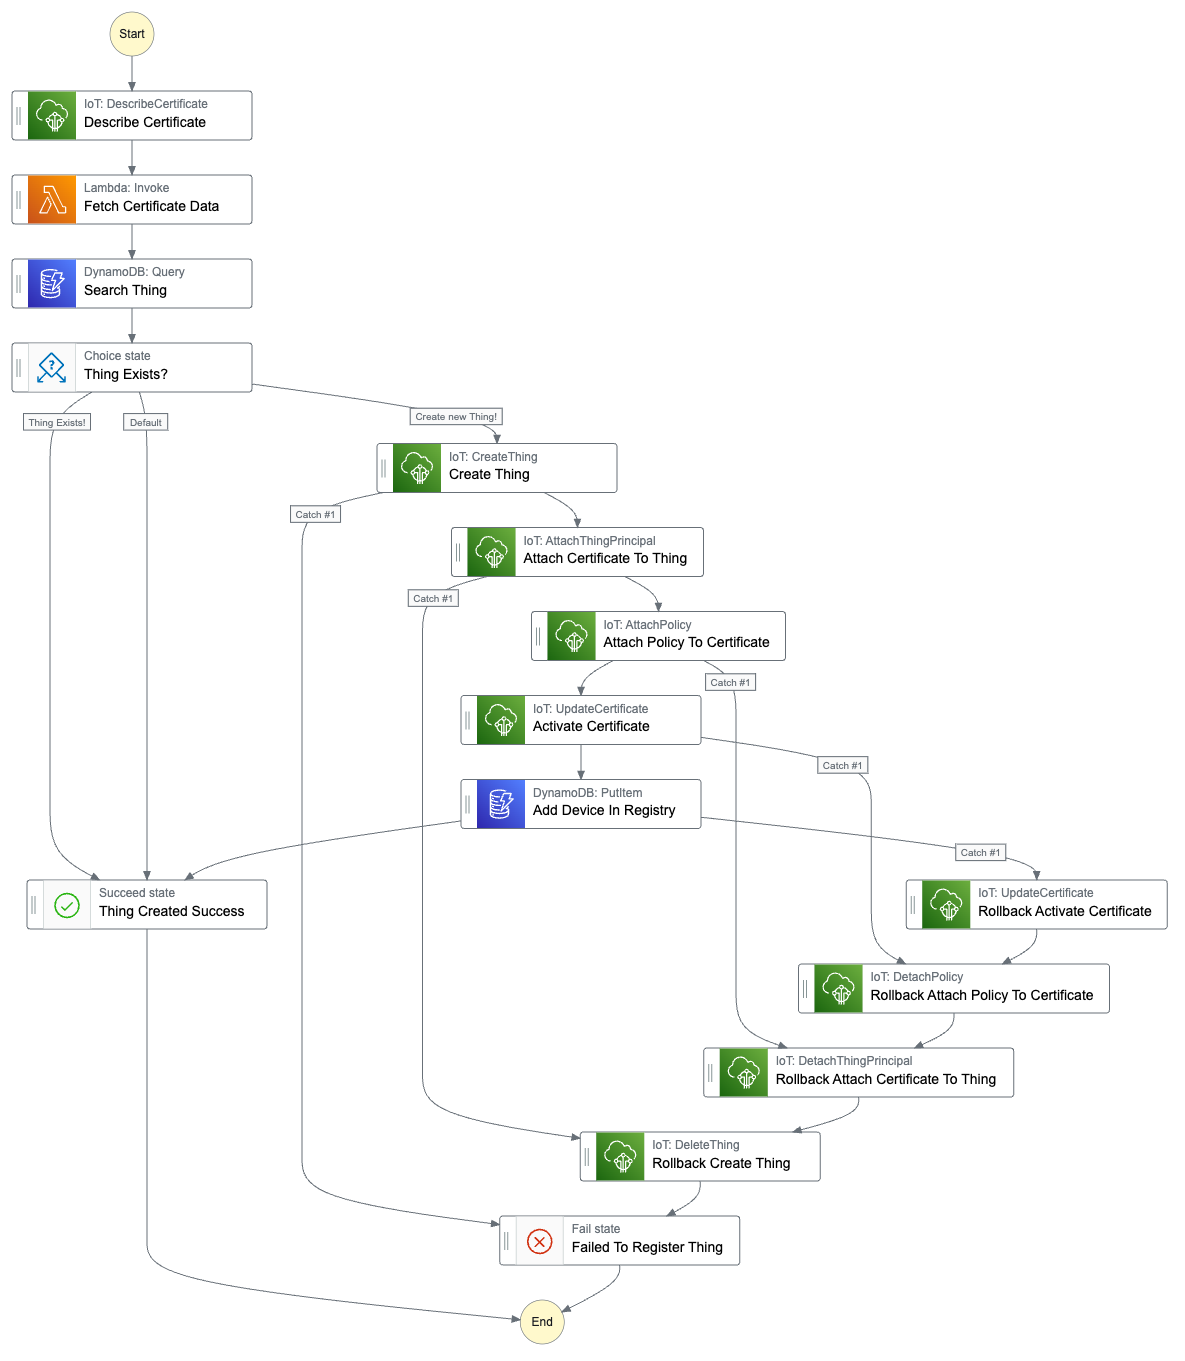 Start
IoT: DescribeCertificate
Describe Certificate
Lambda: Invoke
Fetch Certificate Data
DynamoDB: Query
Search Thing
Choice state
Thing Exists?
Thing Exists!
Default
Create new Thing!
IoT: CreateThing
Create Thing
Catch #1
IoT: AttachThingPrincipal
Attach Certificate To Thing
Catch #1
IoT: AttachPolicy
Attach Policy To Certificate
Catch #1
IoT: UpdateCertificate
Activate Certificate
Catch #1
DynamoDB: PutItem
Add Device In Registry
Catch #1
Succeed state
Thing Created Success
IoT: UpdateCertificate
Rollback Activate Certificate
IoT: DetachPolicy
Rollback Attach Policy To Certificate
IoT: DetachThingPrincipal
Rollback Attach Certificate To Thing
IoT: DeleteThing
Rollback Create Thing
Fail state
Failed To Register Thing
End